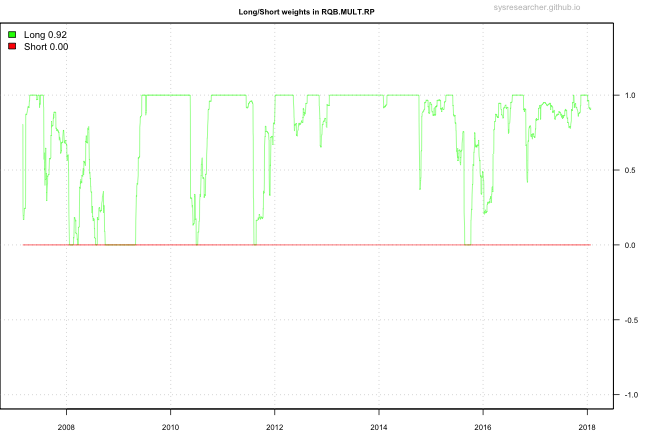 Long/Short weights in RQB.MULT.RP
sysresearcher.github.io
Long 0.92
Short 0.00
1.0
0.5
0.0
-0.5
-1.0
2008 2010 2012 2014 2016 2018